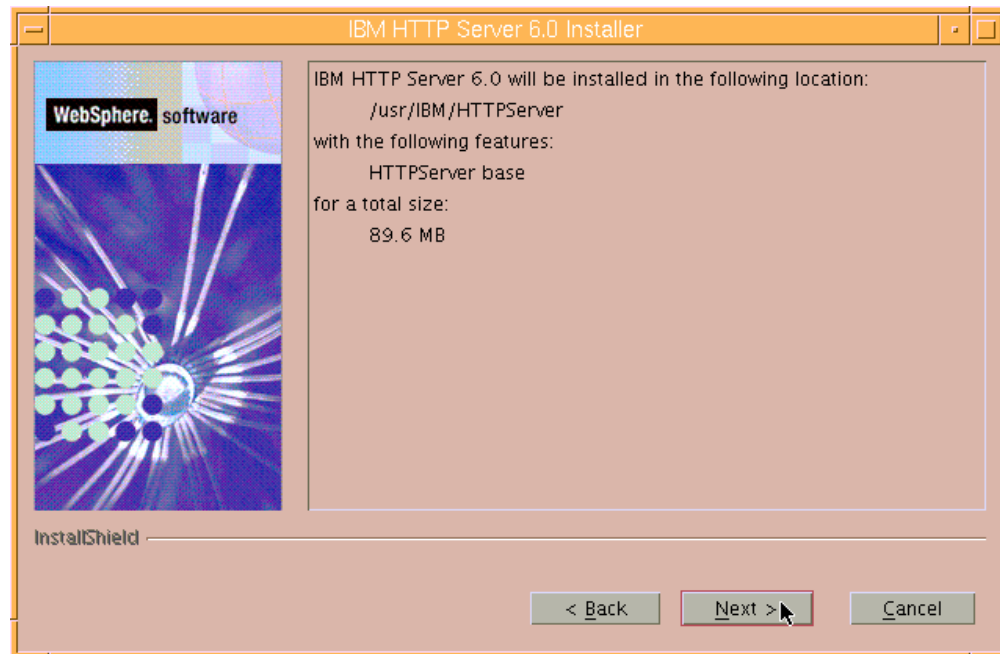 IBM HTTP Server 6.0 Installer
WebSphere. software
IBM HTTP Server 6.0 will be installed in the following location:
/usr/IBM/HTTPServer
with the following features:
HTTPServer base
for a total size:
89.6 MB
InstallShield
< Back
Next >
Cancel